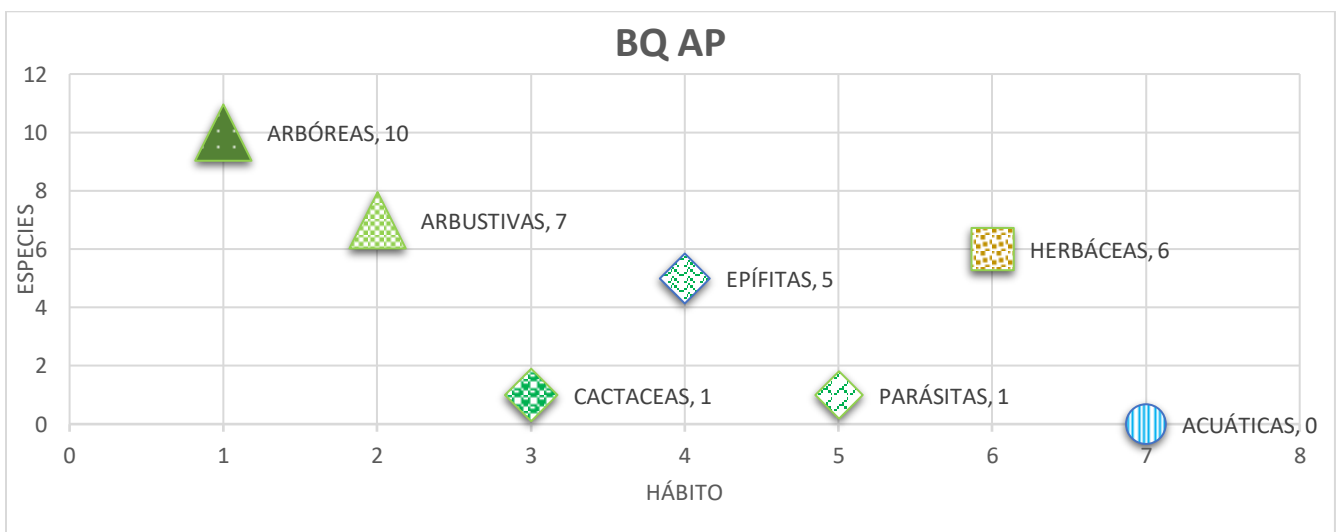 BQ AP
12
10
8
6
4
2
0
ESPECIES
ARBÓREAS, 10
ARBUSTIVAS, 7
HERBÁCEAS, 6
EPÍFITAS, 5
CACTACEAS, 1
PARÁSITAS, 1
ACUÁTICAS, 0
0 1 2 3 4 5 6 7 8
HÁBITO